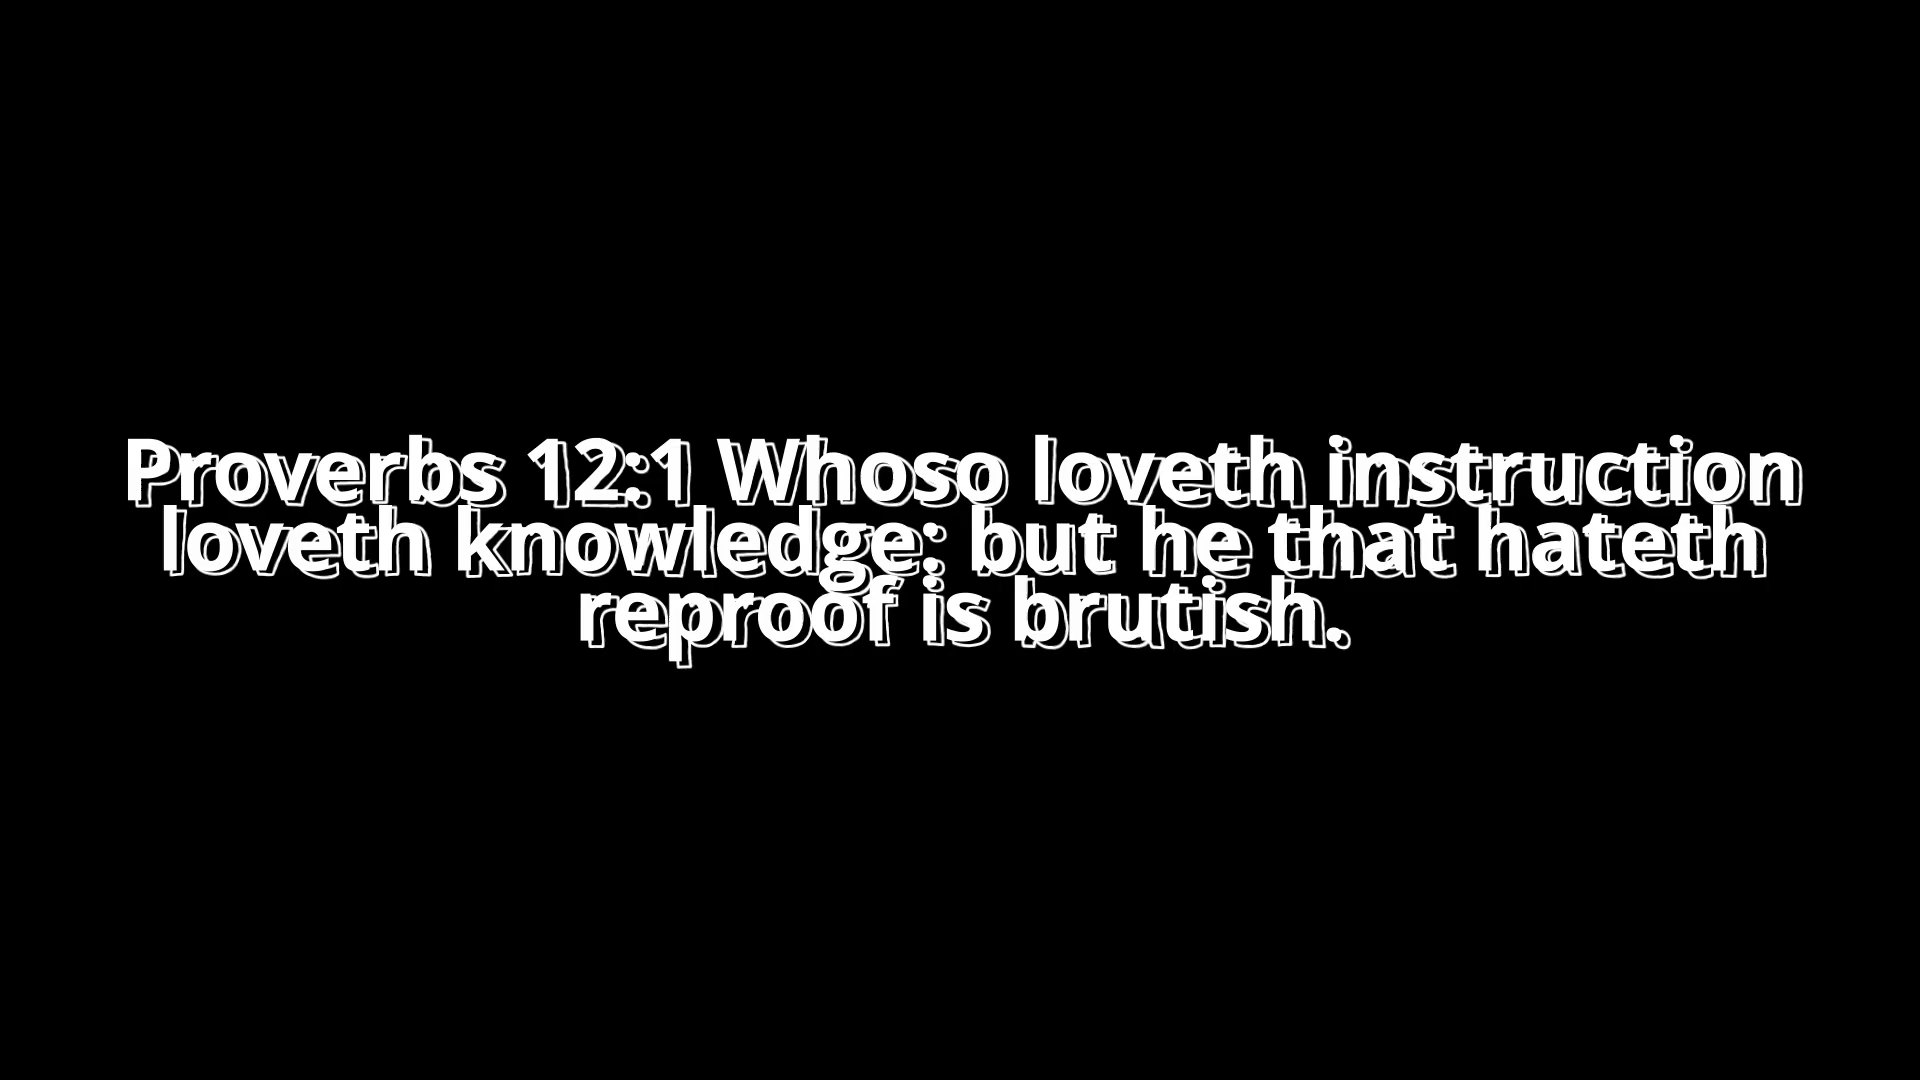 Proverbs 12:1 Whoso loveth instruction
loveth knowledge: but he that hateth
reproof is brutish.